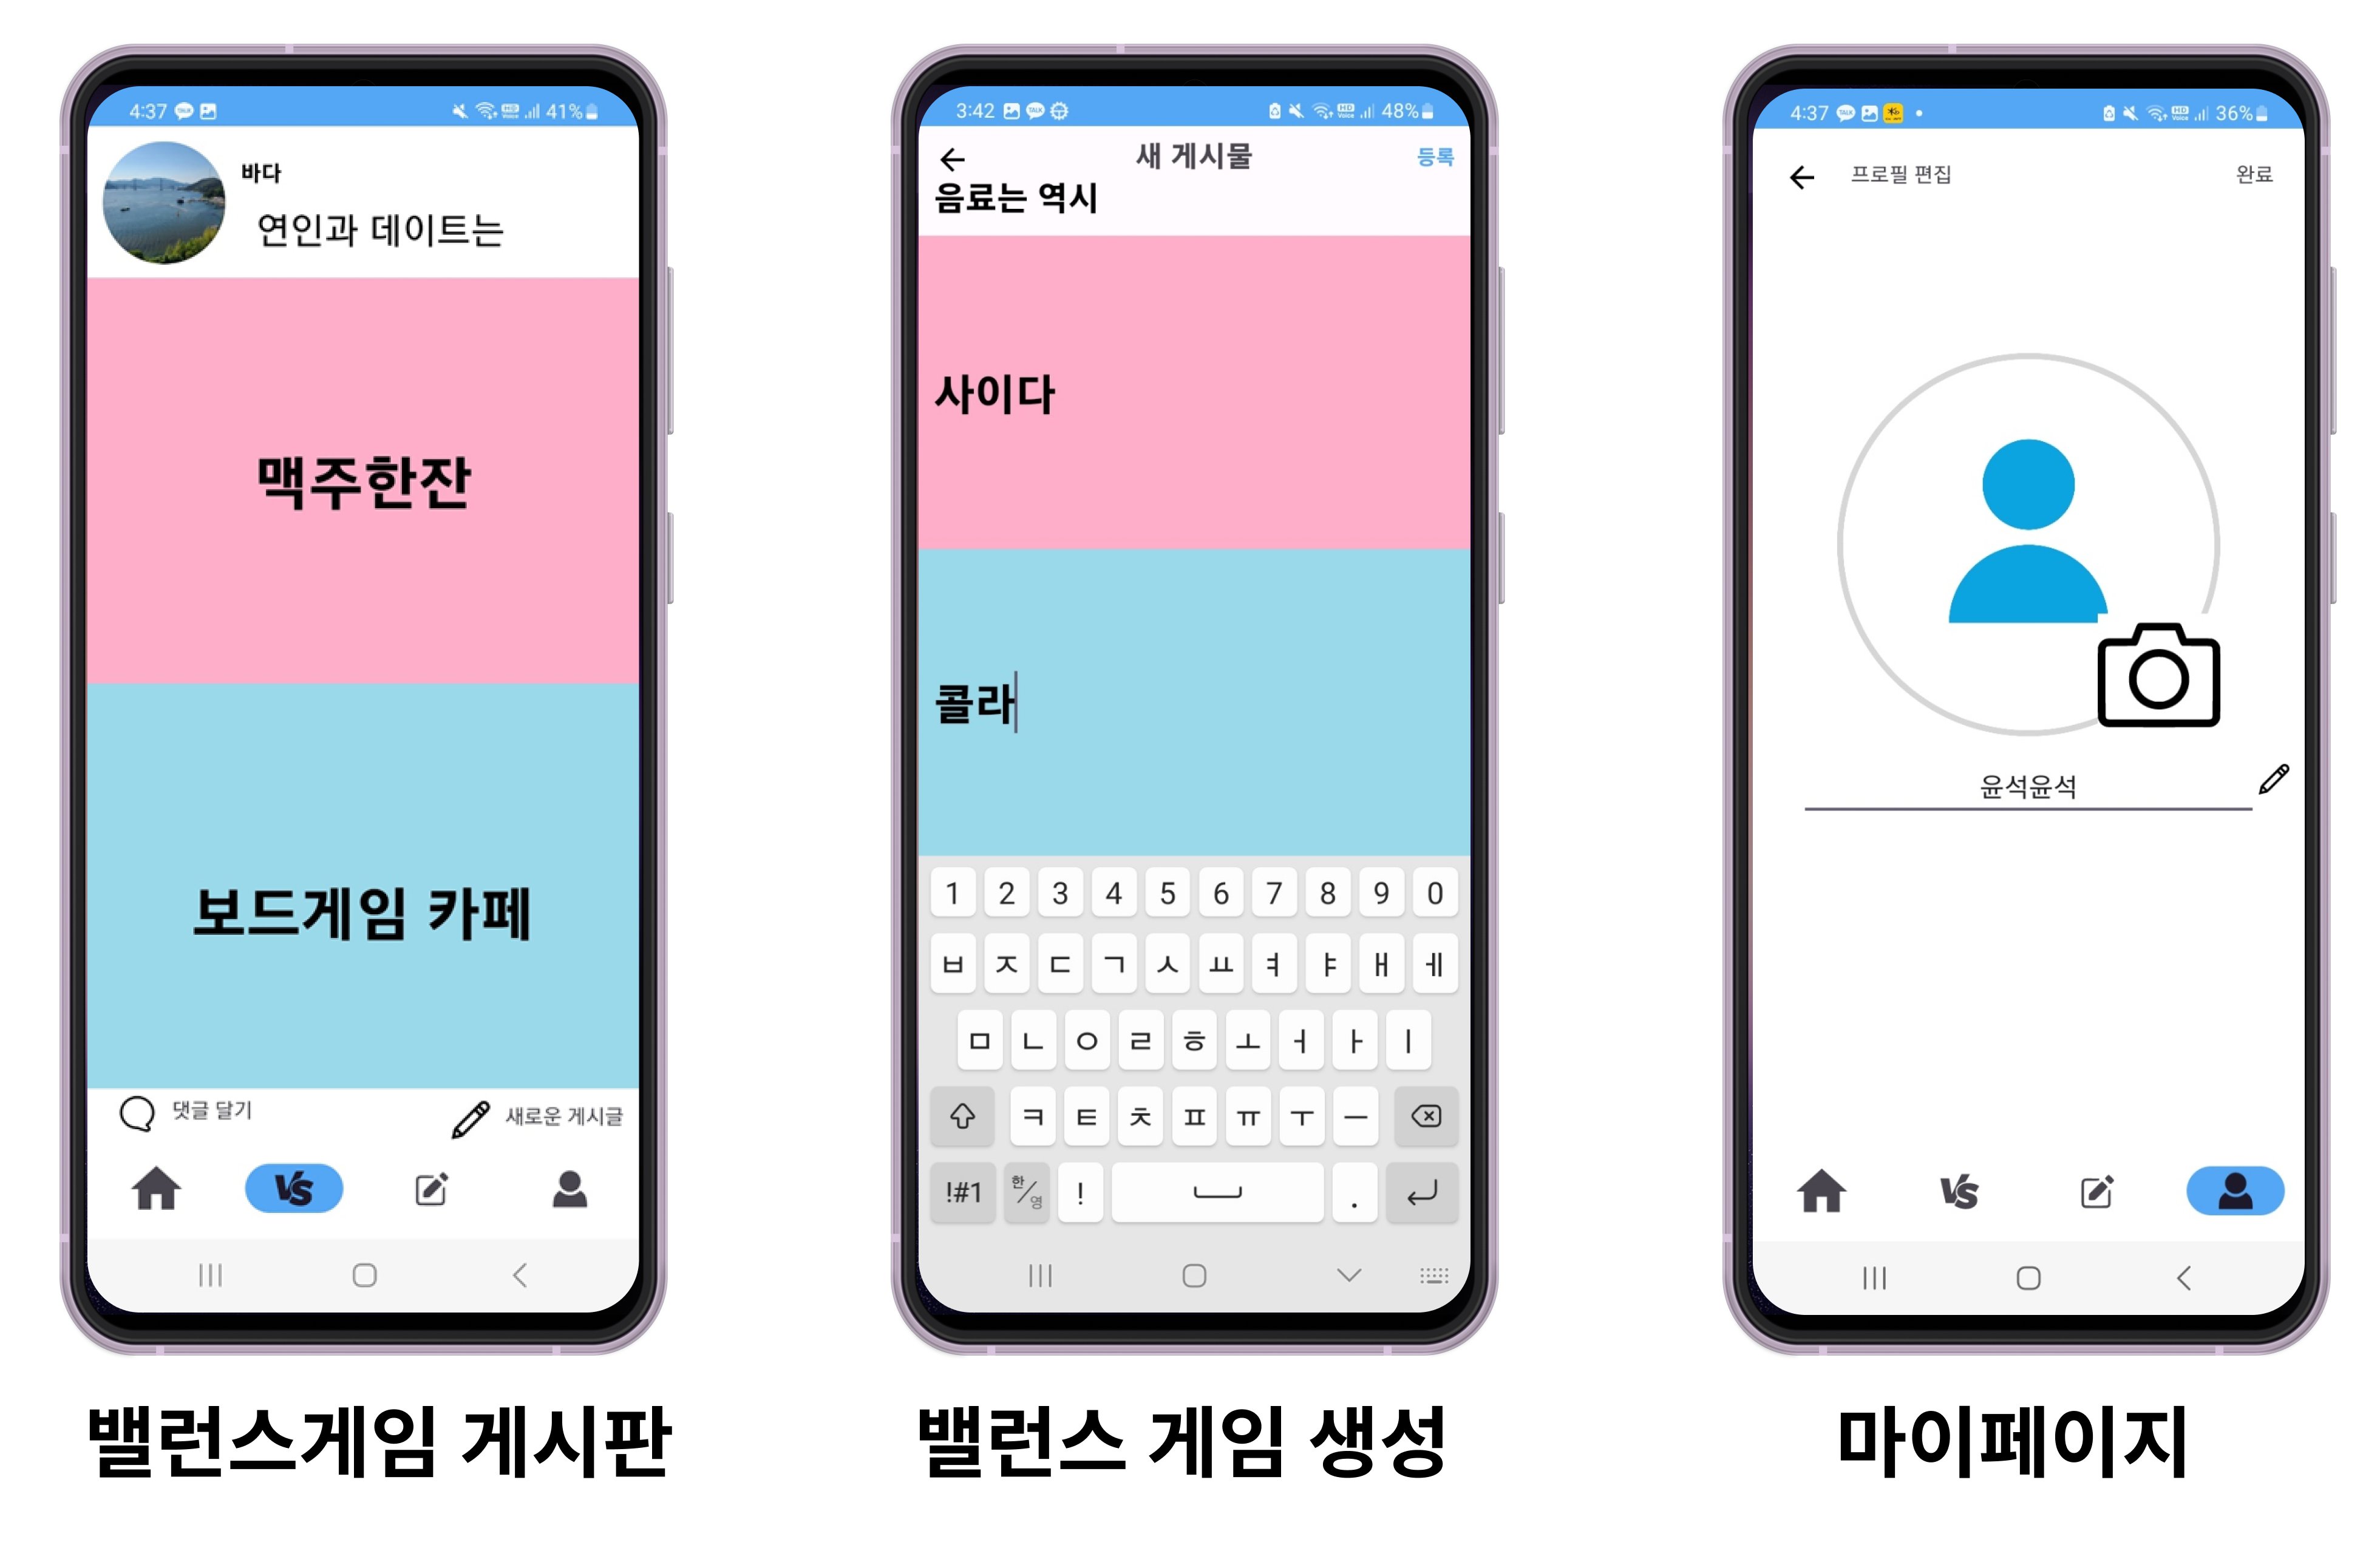 4:37 41%
바다
연인과 데이트는
맥주한잔
보드게임 카페
댓글 달기 새로운 게시글
VS
밸런스게임 게시판
3:42 48%
새 게시물 등록
음료는 역시
사이다
콜라
1 2 3 4 5 6 7 8 9 0
ㅂ ㅈ ㄷ ㄱ ㅅ ㅛ ㅕ ㅑ ㅐ ㅔ
ㅁ ㄴ ㅇ ㄹ ㅎ ㅗ ㅓ ㅏ ㅣ
ㅋ ㅌ ㅊ ㅍ ㅠ ㅜ ㅡ
!#1 한/영 ! .
밸런스 게임 생성
4:37 36%
프로필 편집 완료
윤석윤석
VS
마이페이지